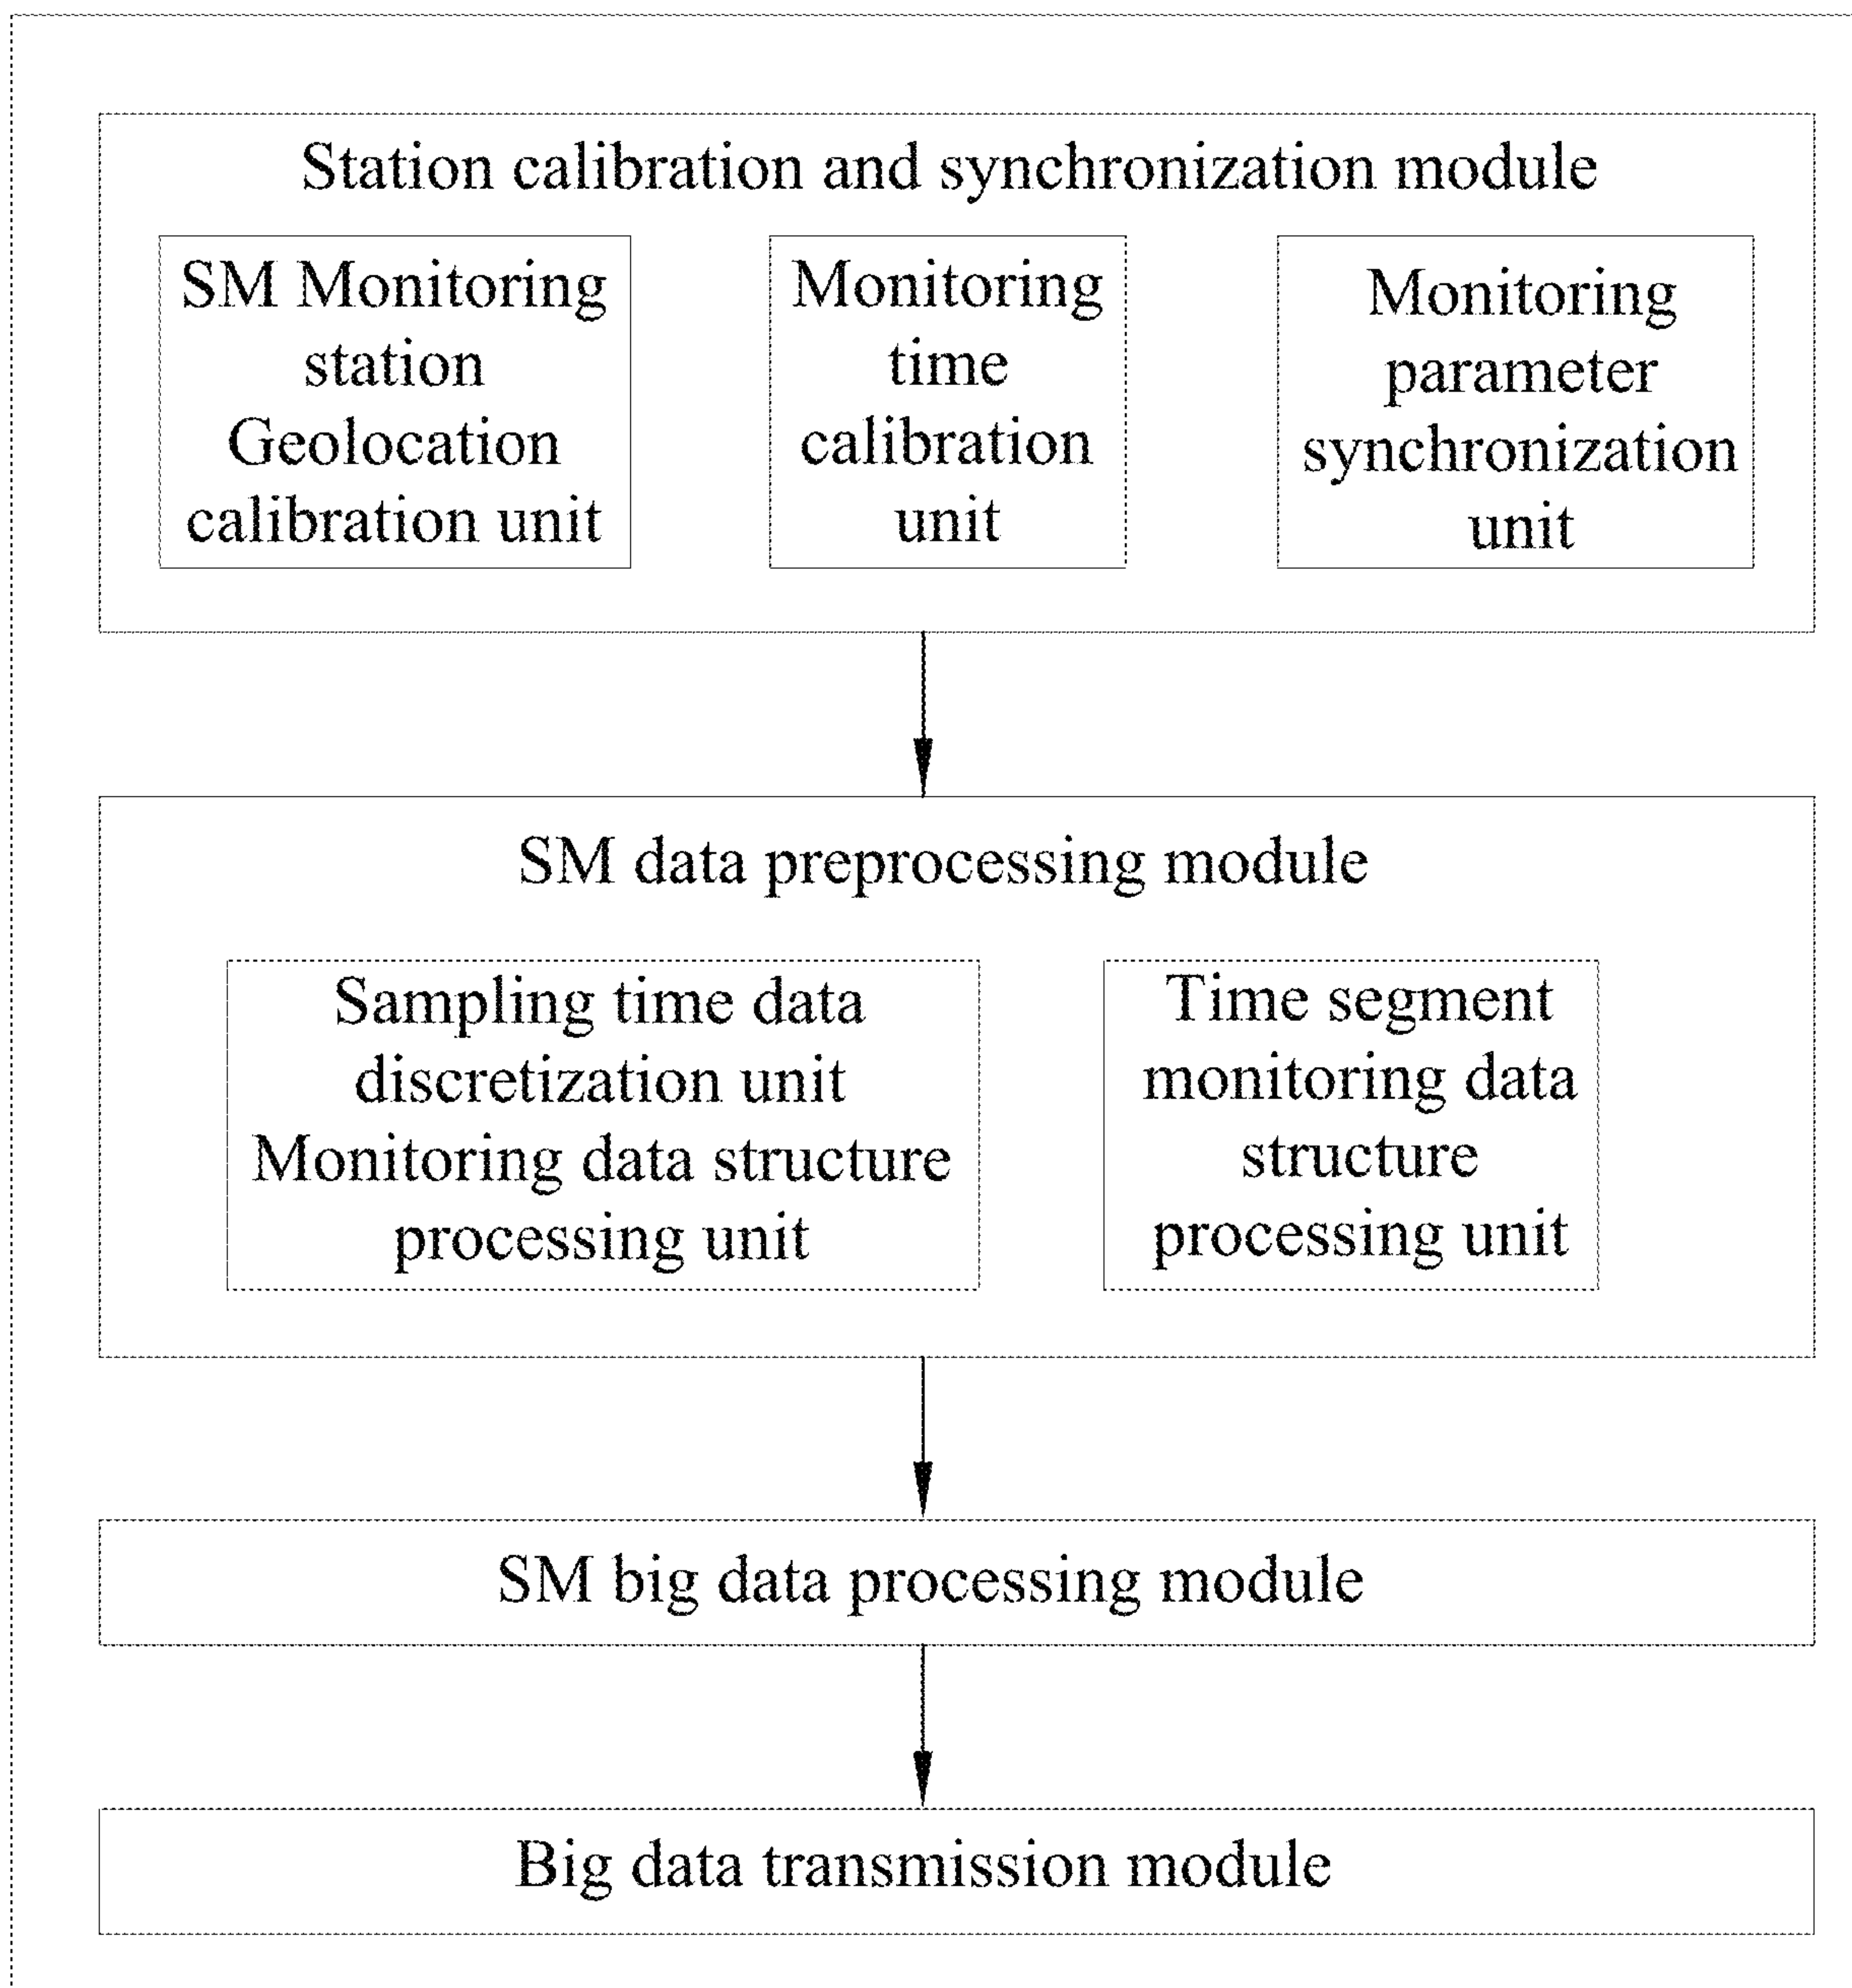 Station calibration and synchronization module
SM Monitoring
station
Geolocation
calibration unit
Monitoring
time
calibration
unit
Monitoring
parameter
synchronization
unit
SM data preprocessing module
Sampling time data
discretization unit
Monitoring data structure
processing unit
Time segment
monitoring data
structure
processing unit
SM big data processing module
Big data transmission module